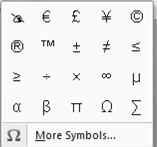 € £ ¥ ©
® ™ ± ≠ ≤
≥ ÷ × ∞ µ
α β π Ω ∑
Ω More Symbols...